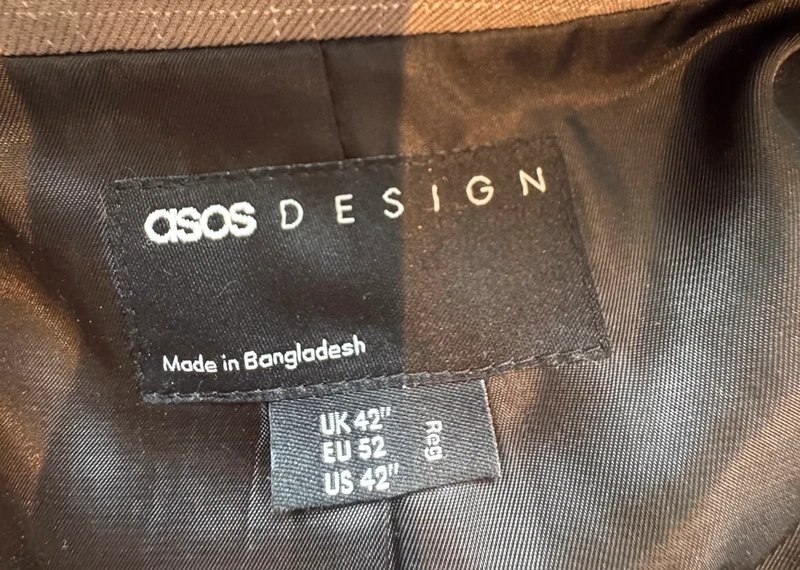 asos DESIGN
Made in Bangladesh
UK 42"
EU 52
US 42"
Reg